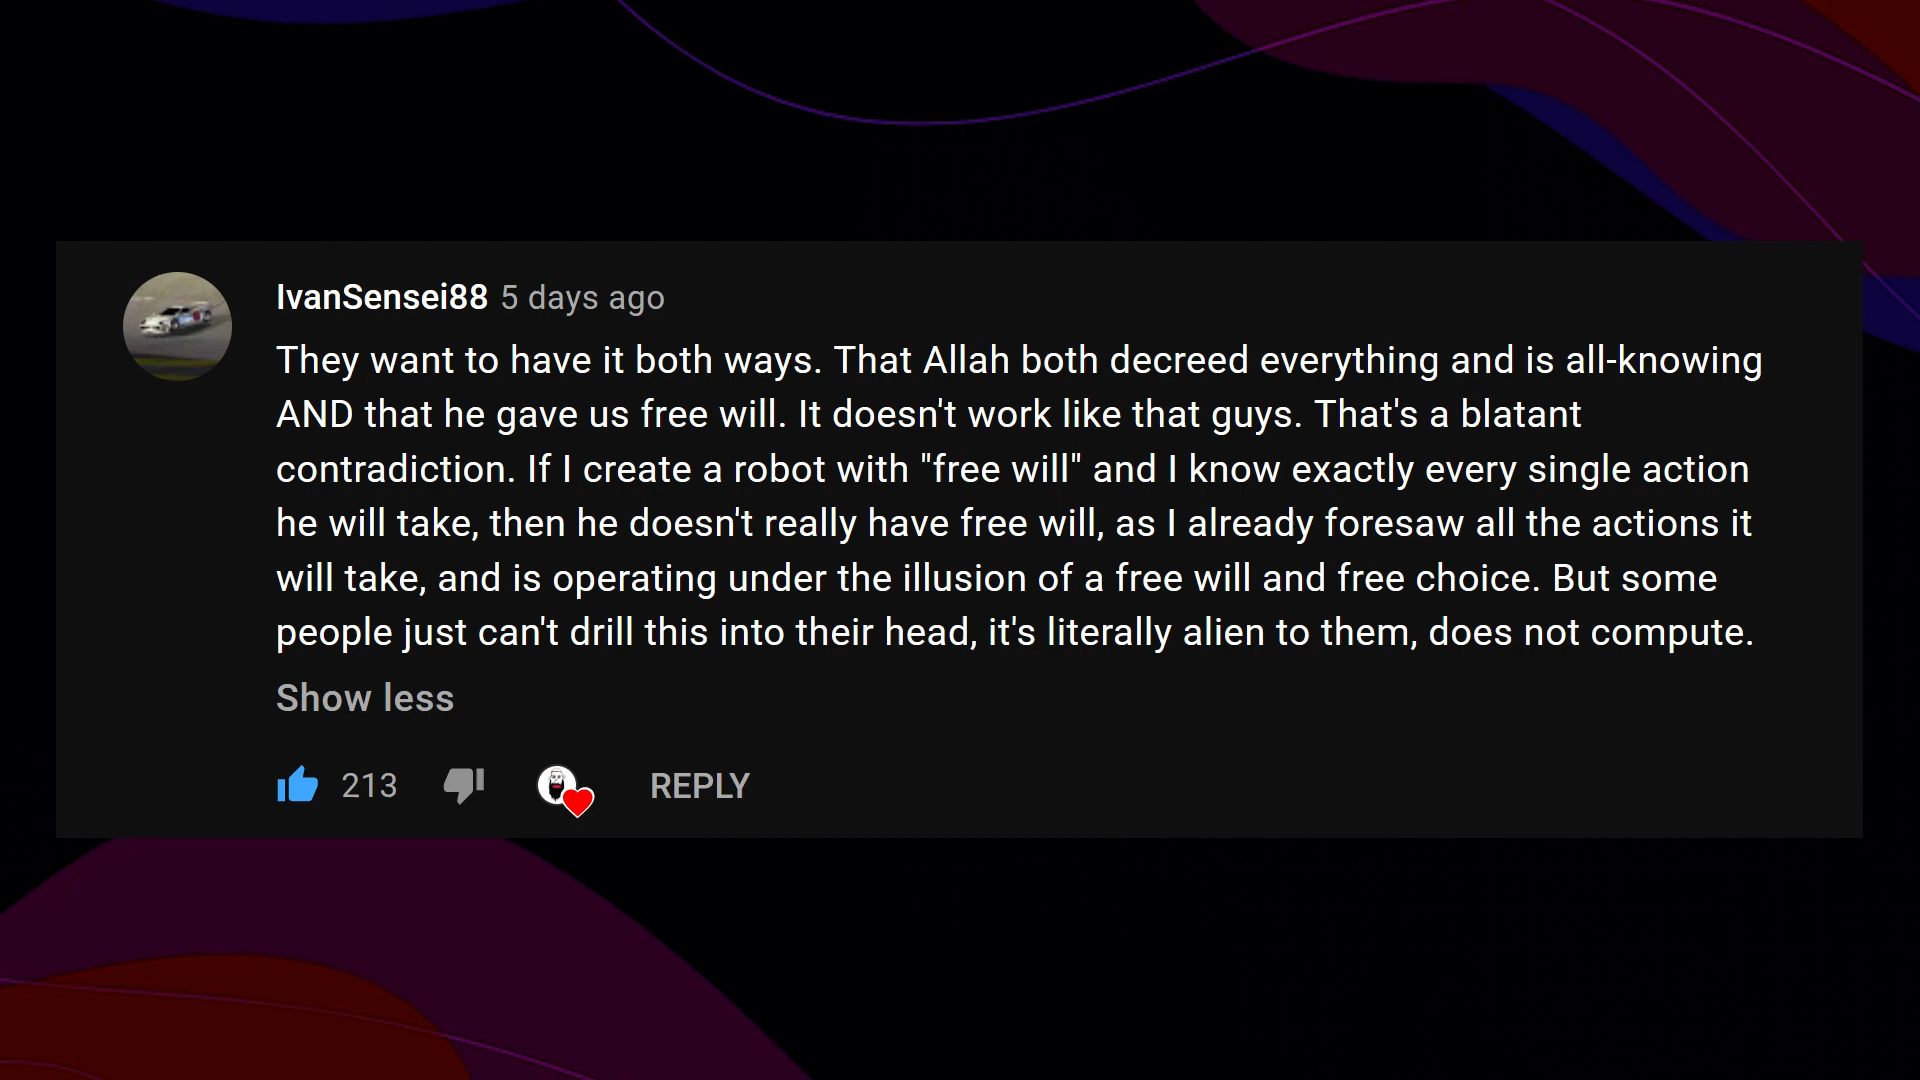 IvanSensei88 5 days ago
They want to have it both ways. That Allah both decreed everything and is all-knowing
AND that he gave us free will. It doesn't work like that guys. That's a blatant
contradiction. If I create a robot with "free will" and I know exactly every single action
he will take, then he doesn't really have free will, as I already foresaw all the actions it
will take, and is operating under the illusion of a free will and free choice. But some
people just can't drill this into their head, it's literally alien to them, does not compute.
Show less
213 REPLY